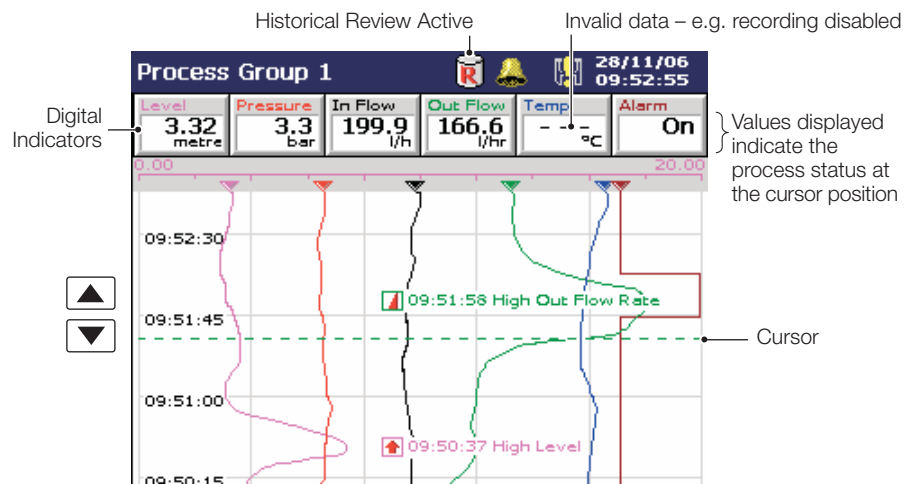 Historical Review Active
Invalid data – e.g. recording disabled
Process Group 1
R
28/11/06
09:52:55
Digital
Indicators
Level
3.32
metre
Pressure
3.3
bar
In Flow
199.9
l/h
Out Flow
166.6
l/hr
Temp
- - -
°C
Alarm
On
Values displayed
indicate the
process status at
the cursor position
0.00
20.00
09:52:30
09:51:58 High Out Flow Rate
09:51:45
Cursor
09:51:00
09:50:37 High Level
09:50:15